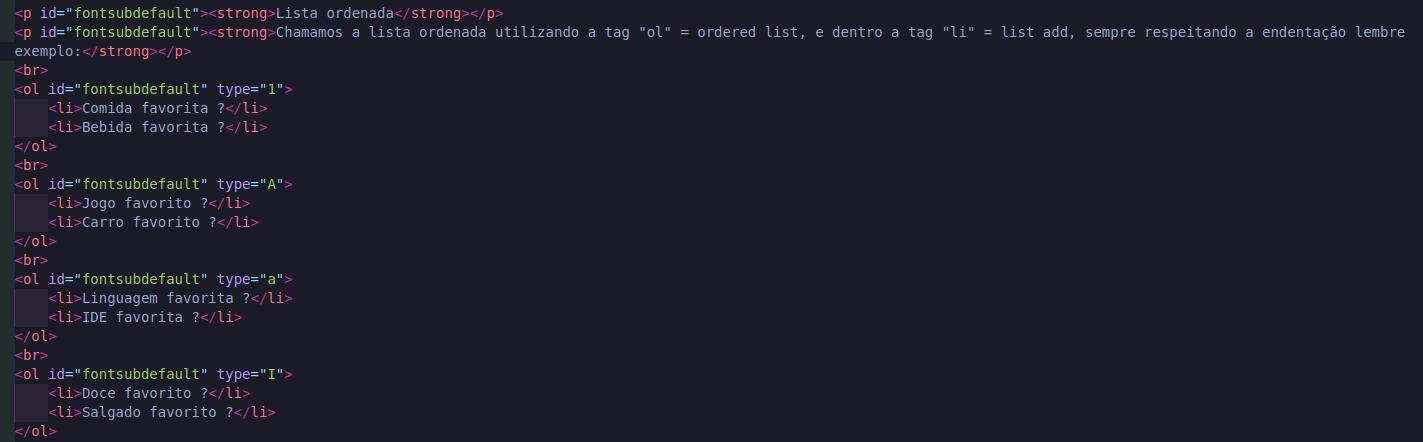 <p id="fontsubdefault"><strong>Lista ordenada</strong></p>
<p id="fontsubdefault"><strong>Chamamos a lista ordenada utilizando a tag "ol" = ordered list, e dentro a tag "li" = list add, sempre respeitando a endentação lembre
exemplo:</strong></p>
<br>
<ol id="fontsubdefault" type="1">
    <li>Comida favorita ?</li>
    <li>Bebida favorita ?</li>
</ol>
<br>
<ol id="fontsubdefault" type="A">
    <li>Jogo favorito ?</li>
    <li>Carro favorito ?</li>
</ol>
<br>
<ol id="fontsubdefault" type="a">
    <li>Linguagem favorita ?</li>
    <li>IDE favorita ?</li>
</ol>
<br>
<ol id="fontsubdefault" type="I">
    <li>Doce favorito ?</li>
    <li>Salgado favorito ?</li>
</ol>